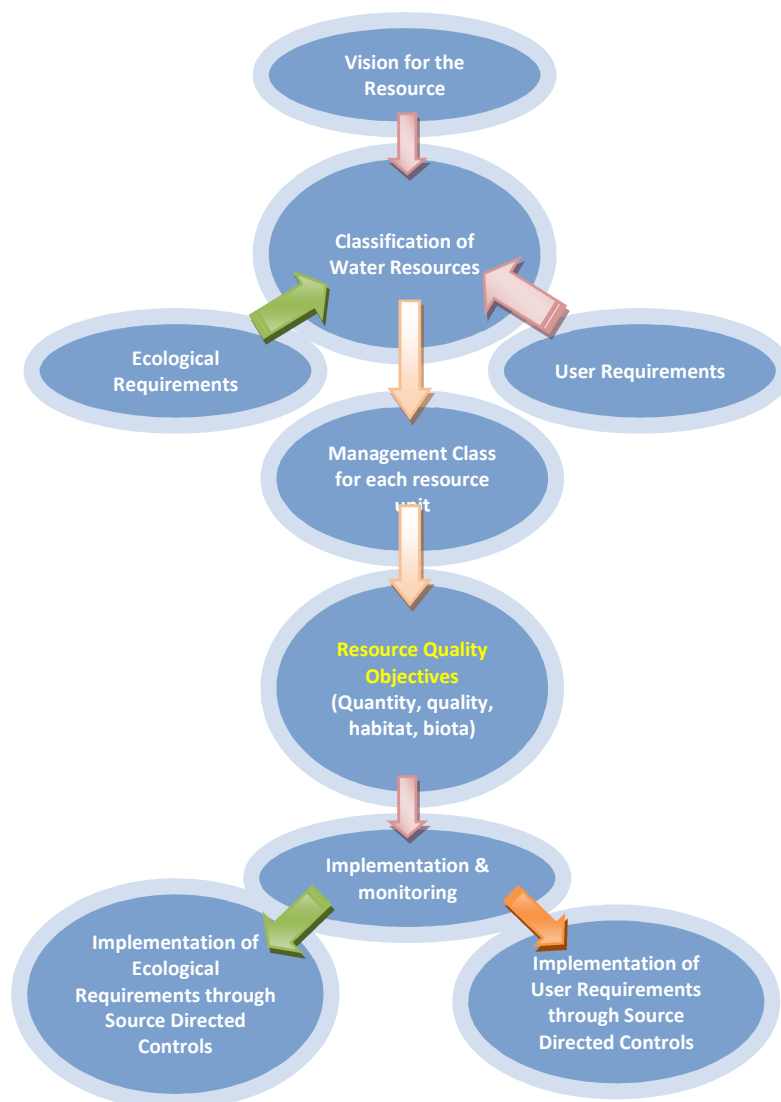 Vision for the
Resource
Classification of
Water Resources
Ecological
Requirements
User Requirements
Management Class
for each resource
unit
Resource Quality
Objectives
(Quantity, quality,
habitat, biota)
Implementation &
monitoring
Implementation of
Ecological
Requirements through
Source Directed
Controls
Implementation of
User Requirements
through Source
Directed Controls